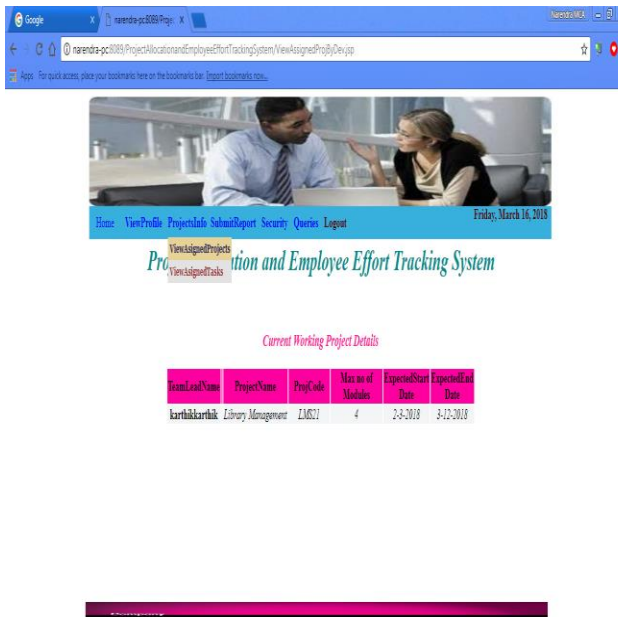 Google
narendra-pc:8089/Proje
NarendraMCA
narendra-pc:8089/ProjectAllocationandEmployeeEffortTrackingSystem/ViewAssignedProjByDev.jsp
Apps For quick access, place your bookmarks here on the bookmarks bar. Import bookmarks now...
Friday, March 16, 2018
Home ViewProfile ProjectsInfo SubmitReport Security Queries Logout
ViewAsignedProjects
ViewAsignedTasks
Pro tion and Employee Effort Tracking System
Current Working Project Details
TeamLeadName ProjectName ProjCode Max no of Modules ExpectedStart Date ExpectedEnd Date
karthikkarthik Library Management LMS21 4 2-3-2018 3-12-2018